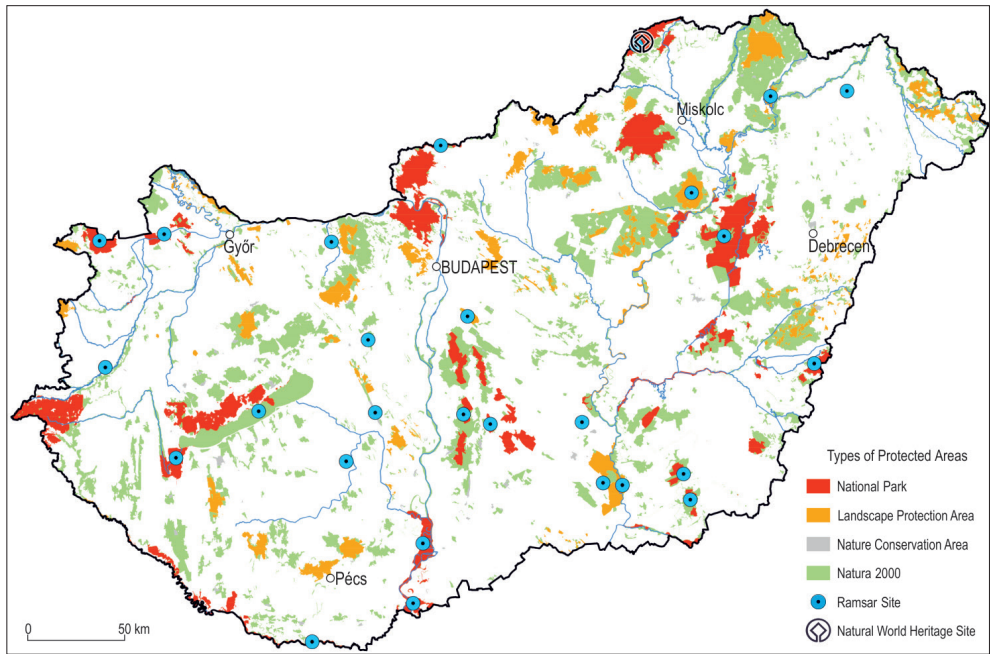 Miskolc
Győr
Debrecen
BUDAPEST
Pécs
Types of Protected Areas
National Park
Landscape Protection Area
Nature Conservation Area
Natura 2000
Ramsar Site
Natural World Heritage Site
0 50 km